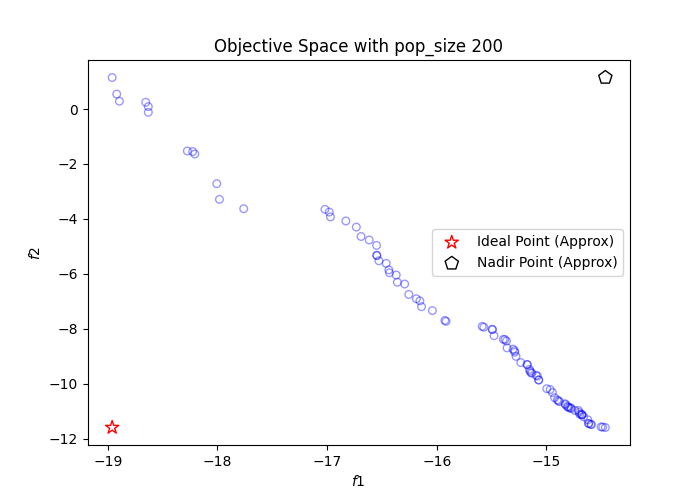 Objective Space with pop_size 200
0
−2
−4
−6
−8
−10
−12
f2
Ideal Point (Approx)
Nadir Point (Approx)
−19
−18
−17
−16
−15
f1